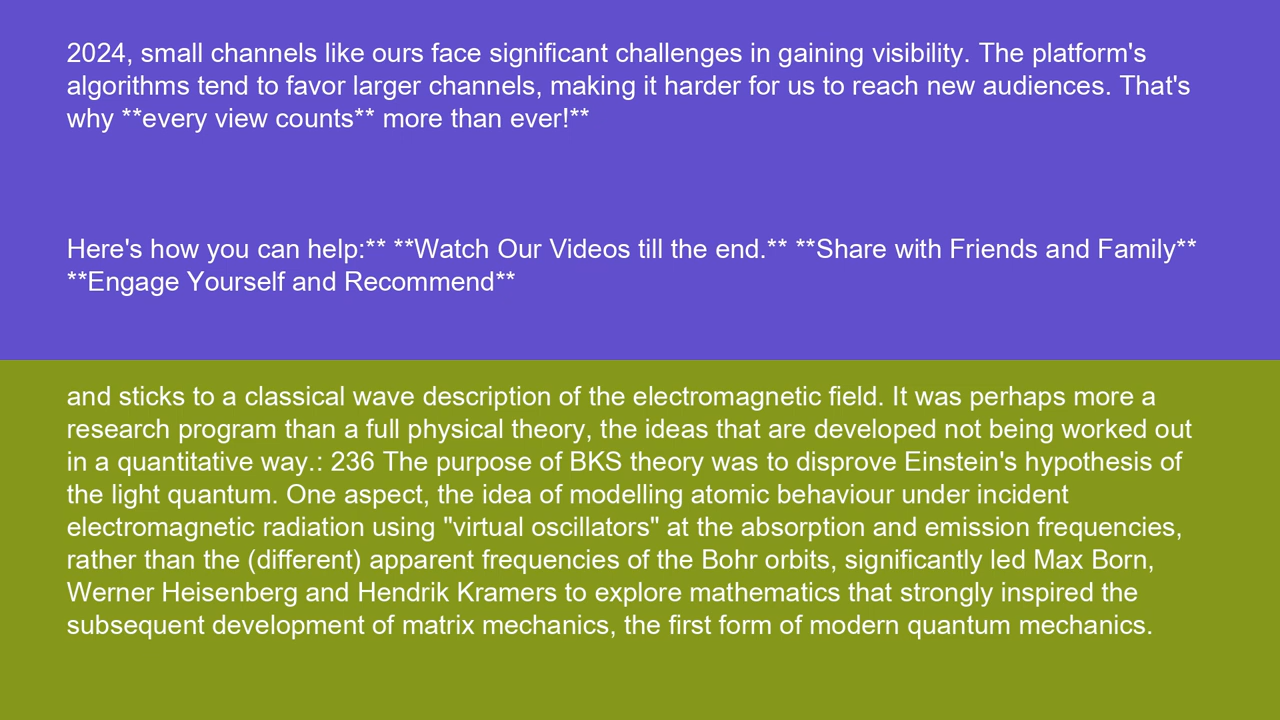 2024, small channels like ours face significant challenges in gaining visibility. The platform's
algorithms tend to favor larger channels, making it harder for us to reach new audiences. That's
why **every view counts** more than ever!**
Here's how you can help:** **Watch Our Videos till the end.** **Share with Friends and Family**
**Engage Yourself and Recommend**
and sticks to a classical wave description of the electromagnetic field. It was perhaps more a
research program than a full physical theory, the ideas that are developed not being worked out
in a quantitative way.: 236 The purpose of BKS theory was to disprove Einstein's hypothesis of
the light quantum. One aspect, the idea of modelling atomic behaviour under incident
electromagnetic radiation using "virtual oscillators" at the absorption and emission frequencies,
rather than the (different) apparent frequencies of the Bohr orbits, significantly led Max Born,
Werner Heisenberg and Hendrik Kramers to explore mathematics that strongly inspired the
subsequent development of matrix mechanics, the first form of modern quantum mechanics.